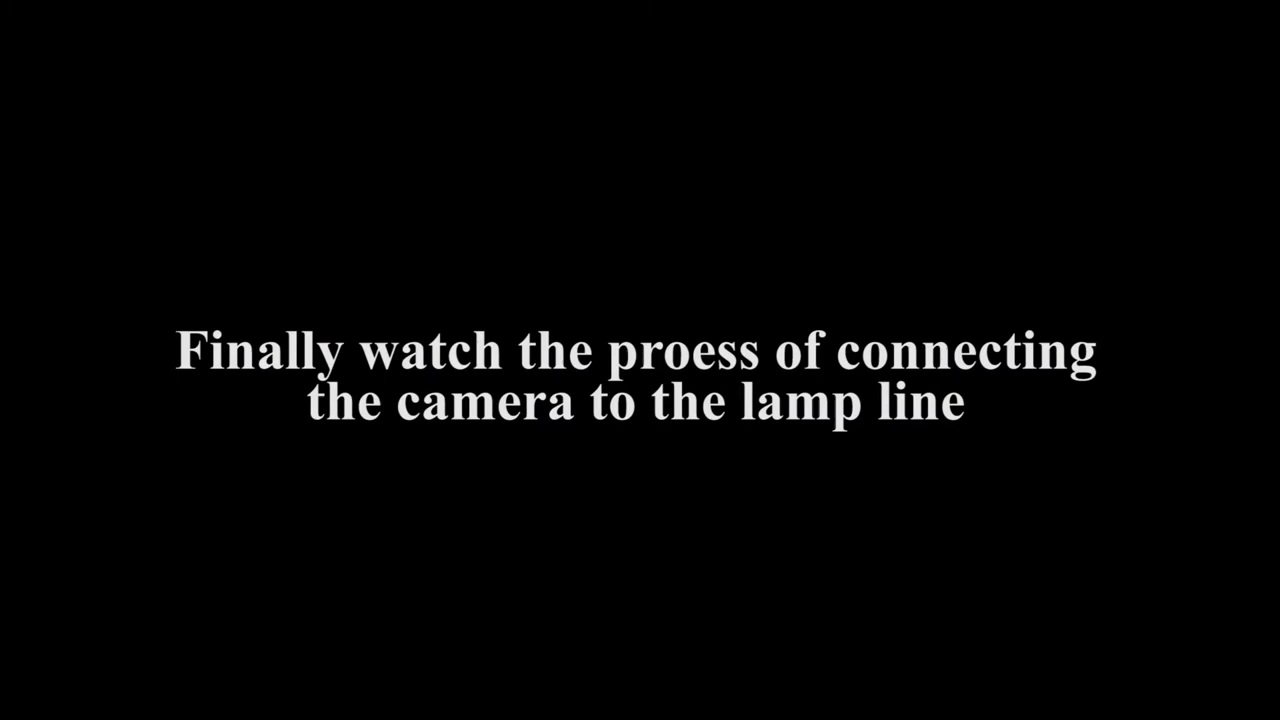 Finally watch the proess of connecting
the camera to the lamp line